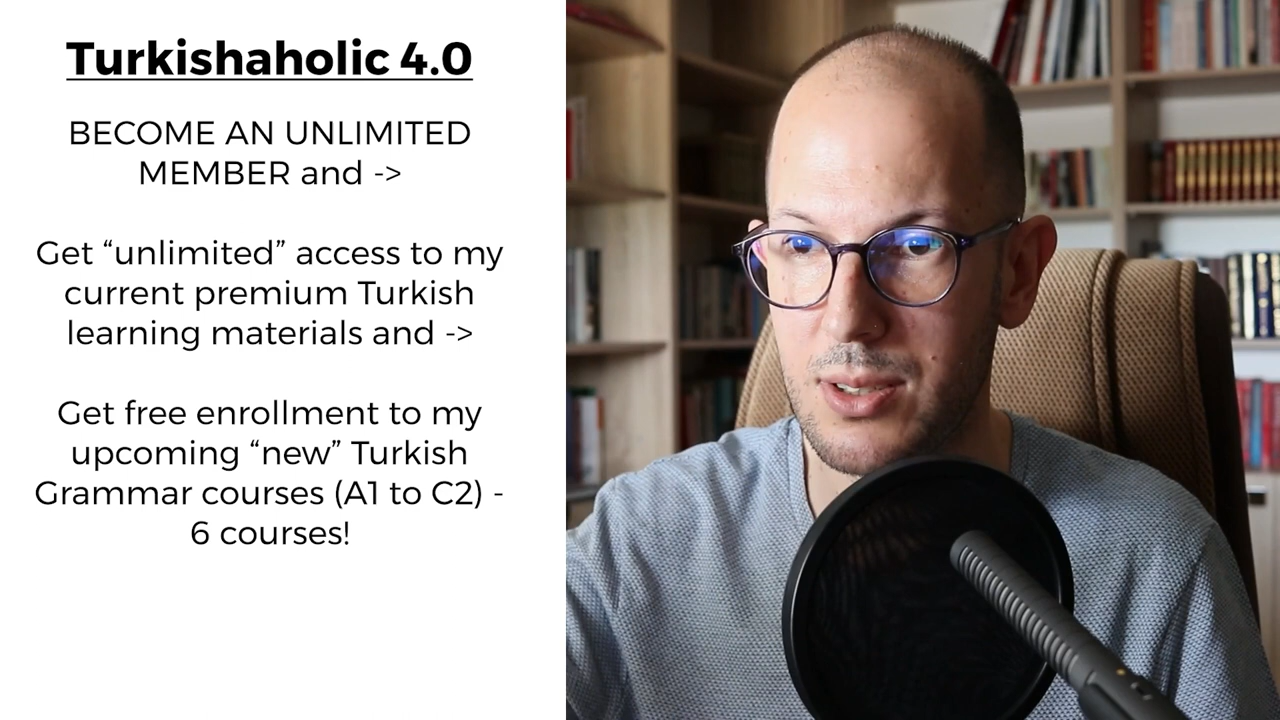 Turkishaholic 4.0
BECOME AN UNLIMITED
MEMBER and ->
Get “unlimited” access to my
current premium Turkish
learning materials and ->
Get free enrollment to my
upcoming “new” Turkish
Grammar courses (A1 to C2) -
6 courses!